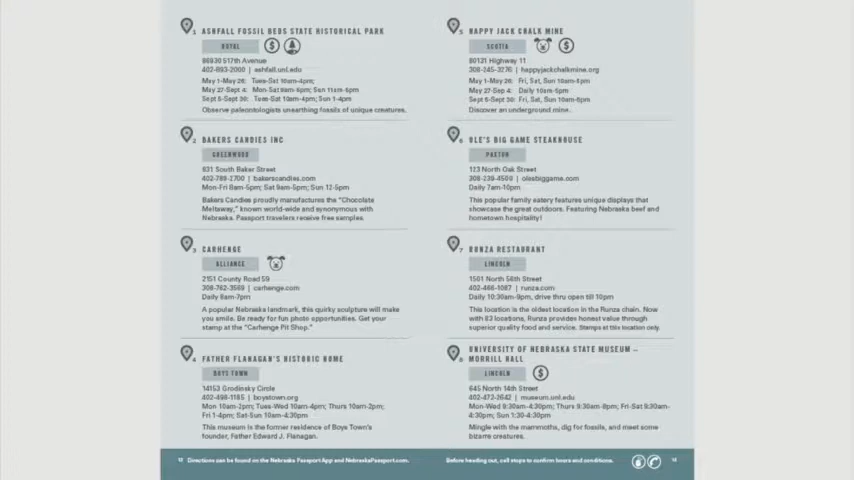 1 ASHFALL FOSSIL BEDS STATE HISTORICAL PARK
ROYAL
86930 517th Avenue
402-893-2000 | ashfall.unl.edu
May 1-May 26: Tues-Sat 10am-4pm;
May 27-Sept 4: Mon-Sat 9am-5pm; Sun 11am-5pm
Sept 5-Sept 30: Tues-Sat 10am-4pm; Sun 1-4pm
Observe paleontologists unearthing fossils of unique creatures.
2 BAKERS CANDIES INC
GREENWOOD
831 South Baker Street
402-789-2700 | bakerscandies.com
Mon-Fri 8am-5pm; Sat 9am-5pm; Sun 12-5pm
Bakers Candies proudly manufactures the "Chocolate
Meltaway," known world-wide and synonymous with
Nebraska. Passport travelers receive free samples.
3 CARHENGE
ALLIANCE
2151 County Road 59
308-762-3569 | carhenge.com
Daily 8am-7pm
A popular Nebraska landmark, this quirky sculpture will make
you smile. Be ready for fun photo opportunities. Get your
stamp at the "Carhenge Pit Shop."
4 FATHER FLANAGAN'S HISTORIC HOME
BOYS TOWN
14153 Grodinsky Circle
402-498-1185 | boystown.org
Mon 10am-2pm; Tues-Wed 10am-4pm; Thurs 10am-2pm;
Fri 1-4pm; Sat-Sun 10am-4:30pm
This museum is the former residence of Boys Town's
founder, Father Edward J. Flanagan.
12 Directions can be found on the Nebraska Passport App and NebraskaPassport.com.
5 HAPPY JACK CHALK MINE
SCOTIA
80121 Highway 11
308-245-3276 | happyjackchalkmine.org
May 1-May 26: Fri, Sat, Sun 10am-5pm
May 27-Sep 4: Daily 10am-5pm
Sept 5-Sept 30: Fri, Sat, Sun 10am-5pm
Discover an underground mine.
6 OLE'S BIG GAME STEAKHOUSE
PAXTON
123 North Oak Street
308-239-4500 | olesbiggame.com
Daily 7am-10pm
This popular family eatery features unique displays that
showcase the great outdoors. Featuring Nebraska beef and
hometown hospitality!
7 RUNZA RESTAURANT
LINCOLN
1501 North 56th Street
402-466-1087 | runza.com
Daily 10:30am-9pm, drive thru open till 10pm
This location is the oldest location in the Runza chain. Now
with 82 locations, Runza provides honest value through
superior quality food and service. Stamps at this location only.
8 UNIVERSITY OF NEBRASKA STATE MUSEUM –
MORRILL HALL
LINCOLN
645 North 14th Street
402-472-2642 | museum.unl.edu
Mon-Wed 9:30am-4:30pm; Thurs 9:30am-8pm; Fri-Sat 9:30am-
4:30pm; Sun 1:30-4:30pm
Mingle with the mammoths, dig for fossils, and meet some
bizarre creatures.
Before heading out, call stops to confirm hours and conditions.
13